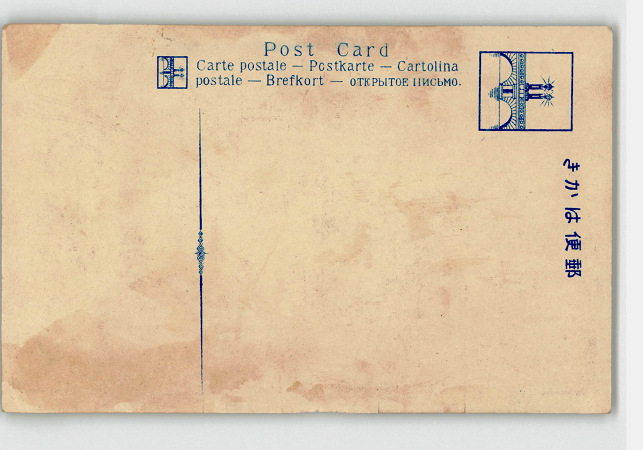 Post Card
Carte postale — Postkarte — Cartolina
postale — Brefkort — ОТКРЫТОЕ ПИСЬМО.
郵便はかき